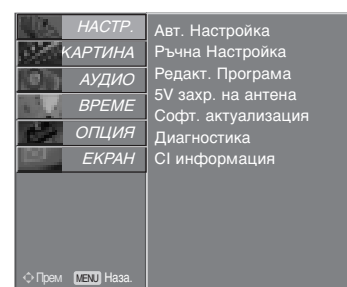 НАСТР.
КАРТИНА
АУДИО
ВРЕМЕ
ОПЦИЯ
ЕКРАН
Авт. Настройка
Ръчна Настройка
Редакт. Програма
5V захр. на антена
Софт. актуализация
Диагностика
CI информация
Прем MENU Наза.